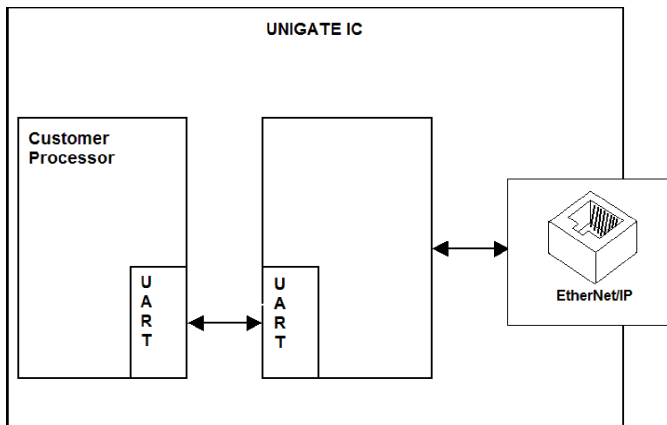 UNIGATE IC
Customer
Processor
U
A
R
T
U
A
R
T
EtherNet/IP